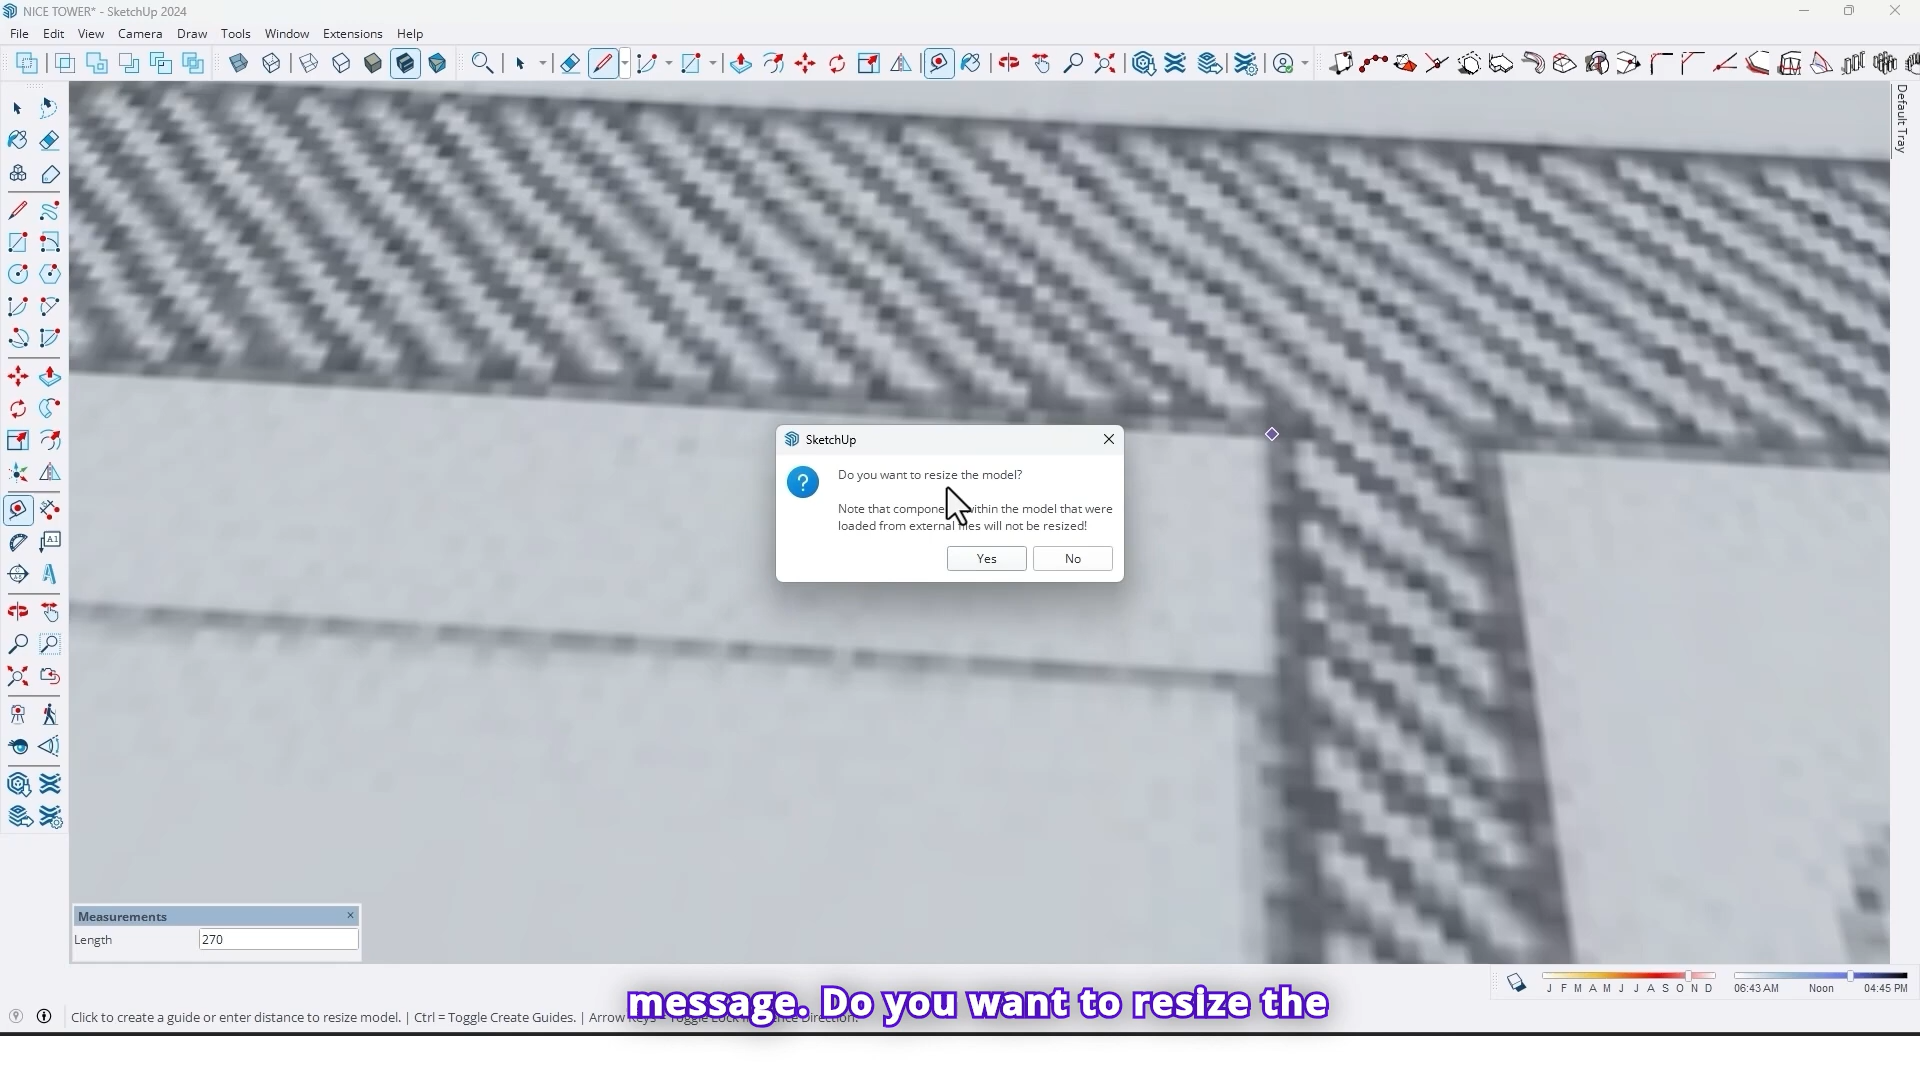 NICE TOWER* - SketchUp 2024
File Edit View Camera Draw Tools Window Extensions Help
Default Tray
SketchUp
Do you want to resize the model?
Note that within the model that were
loaded from external files will not be resized!
Yes No
Measurements
Length 270
J F M A M J J A S O N D 06:43 AM Noon 04:45 PM
message. Do you want to resize the
Click to create a guide or enter distance to resize model. | Ctrl = Toggle Create Guides. | Arrow Direction.